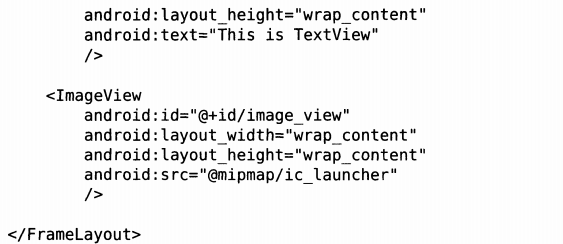 android:layout_height="wrap_content"
android:text="This is TextView"
/>
<ImageView
android:id="@+id/image_view"
android:layout_width="wrap_content"
android:layout_height="wrap_content"
android:src="@mipmap/ic_launcher"
/>
</FrameLayout>